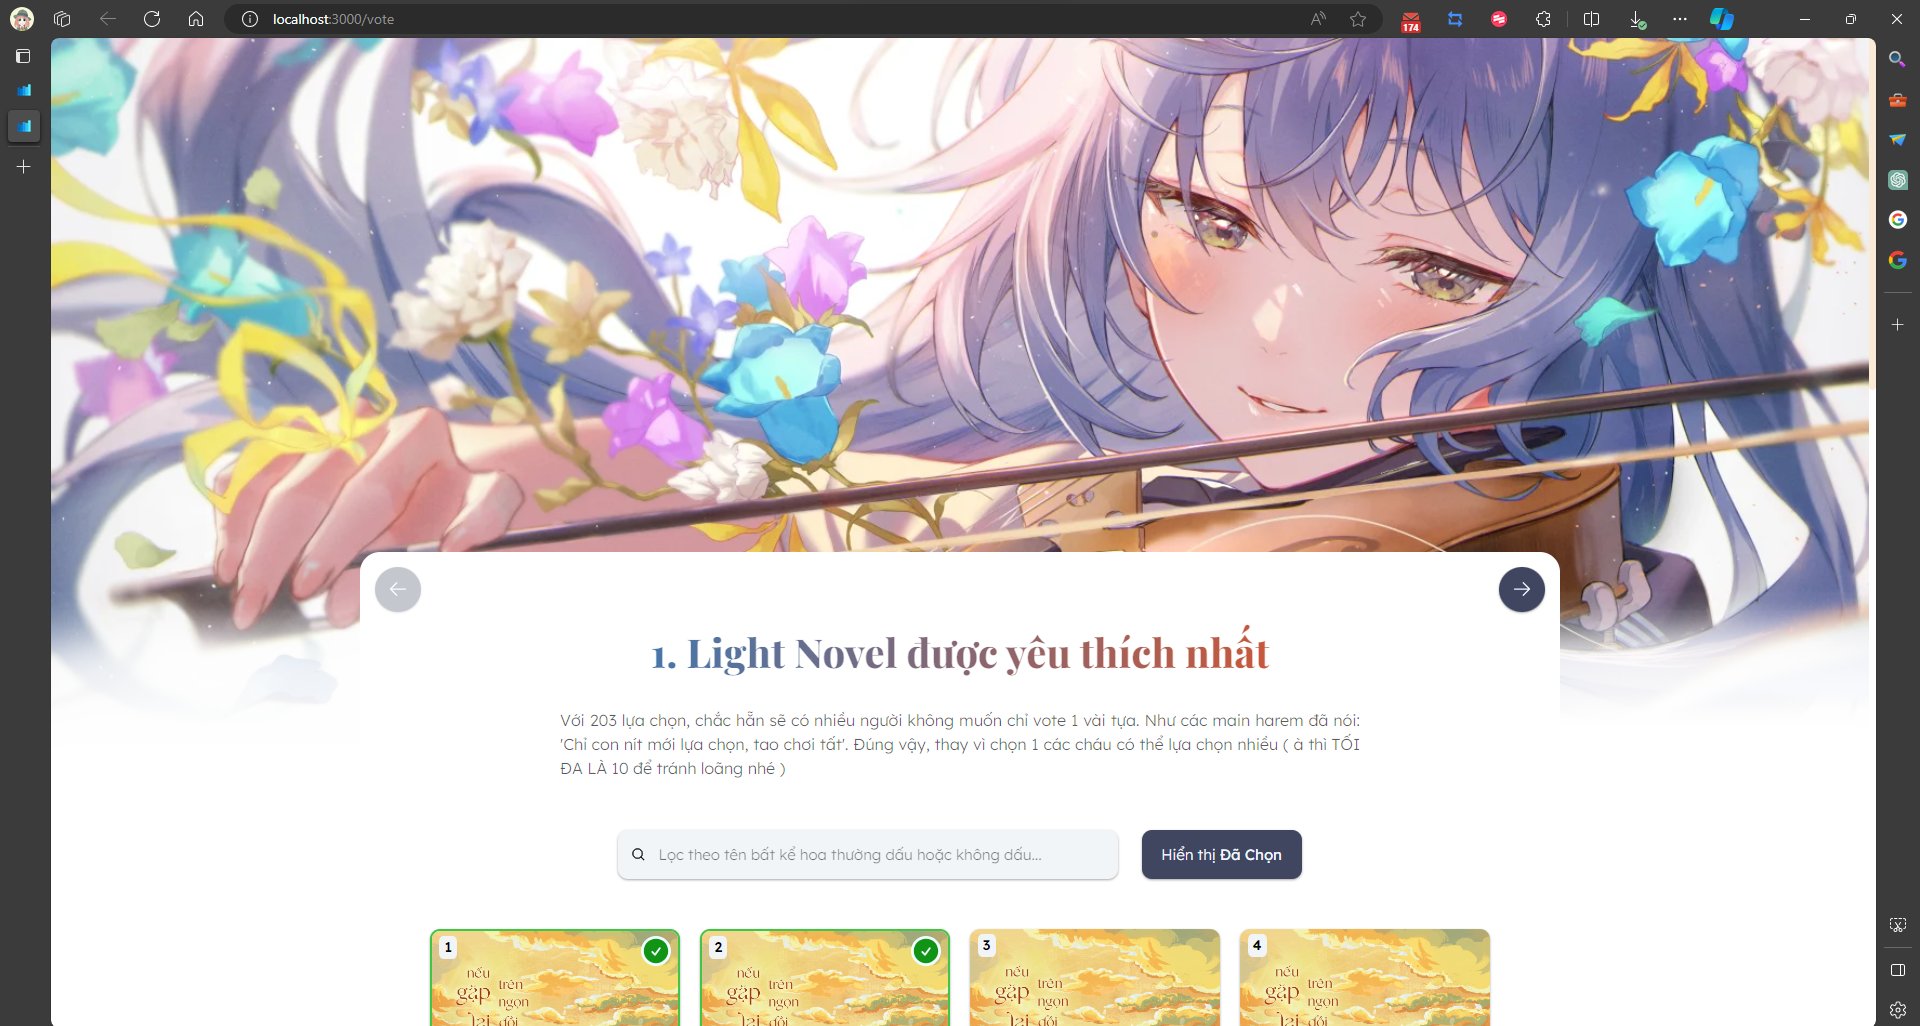 localhost:3000/vote
174
1. Light Novel được yêu thích nhất
Với 203 lựa chọn, chắc hẳn sẽ có nhiều người không muốn chỉ vote 1 vài tựa. Như các main harem đã nói:
'Chỉ con nít mới lựa chọn, tao chơi tất'. Đúng vậy, thay vì chọn 1 các cháu có thể lựa chọn nhiều ( à thì TỐI
ĐA LÀ 10 để tránh loãng nhé )
Lọc theo tên bất kể hoa thường dấu hoặc không dấu...
Hiển thị Đã Chọn
1
2
3
4
nếu
gặp
lại
trên
ngọn
đồi
nếu
gặp
lại
trên
ngọn
đồi
nếu
gặp
lại
trên
ngọn
đồi
nếu
gặp
lại
trên
ngọn
đồi